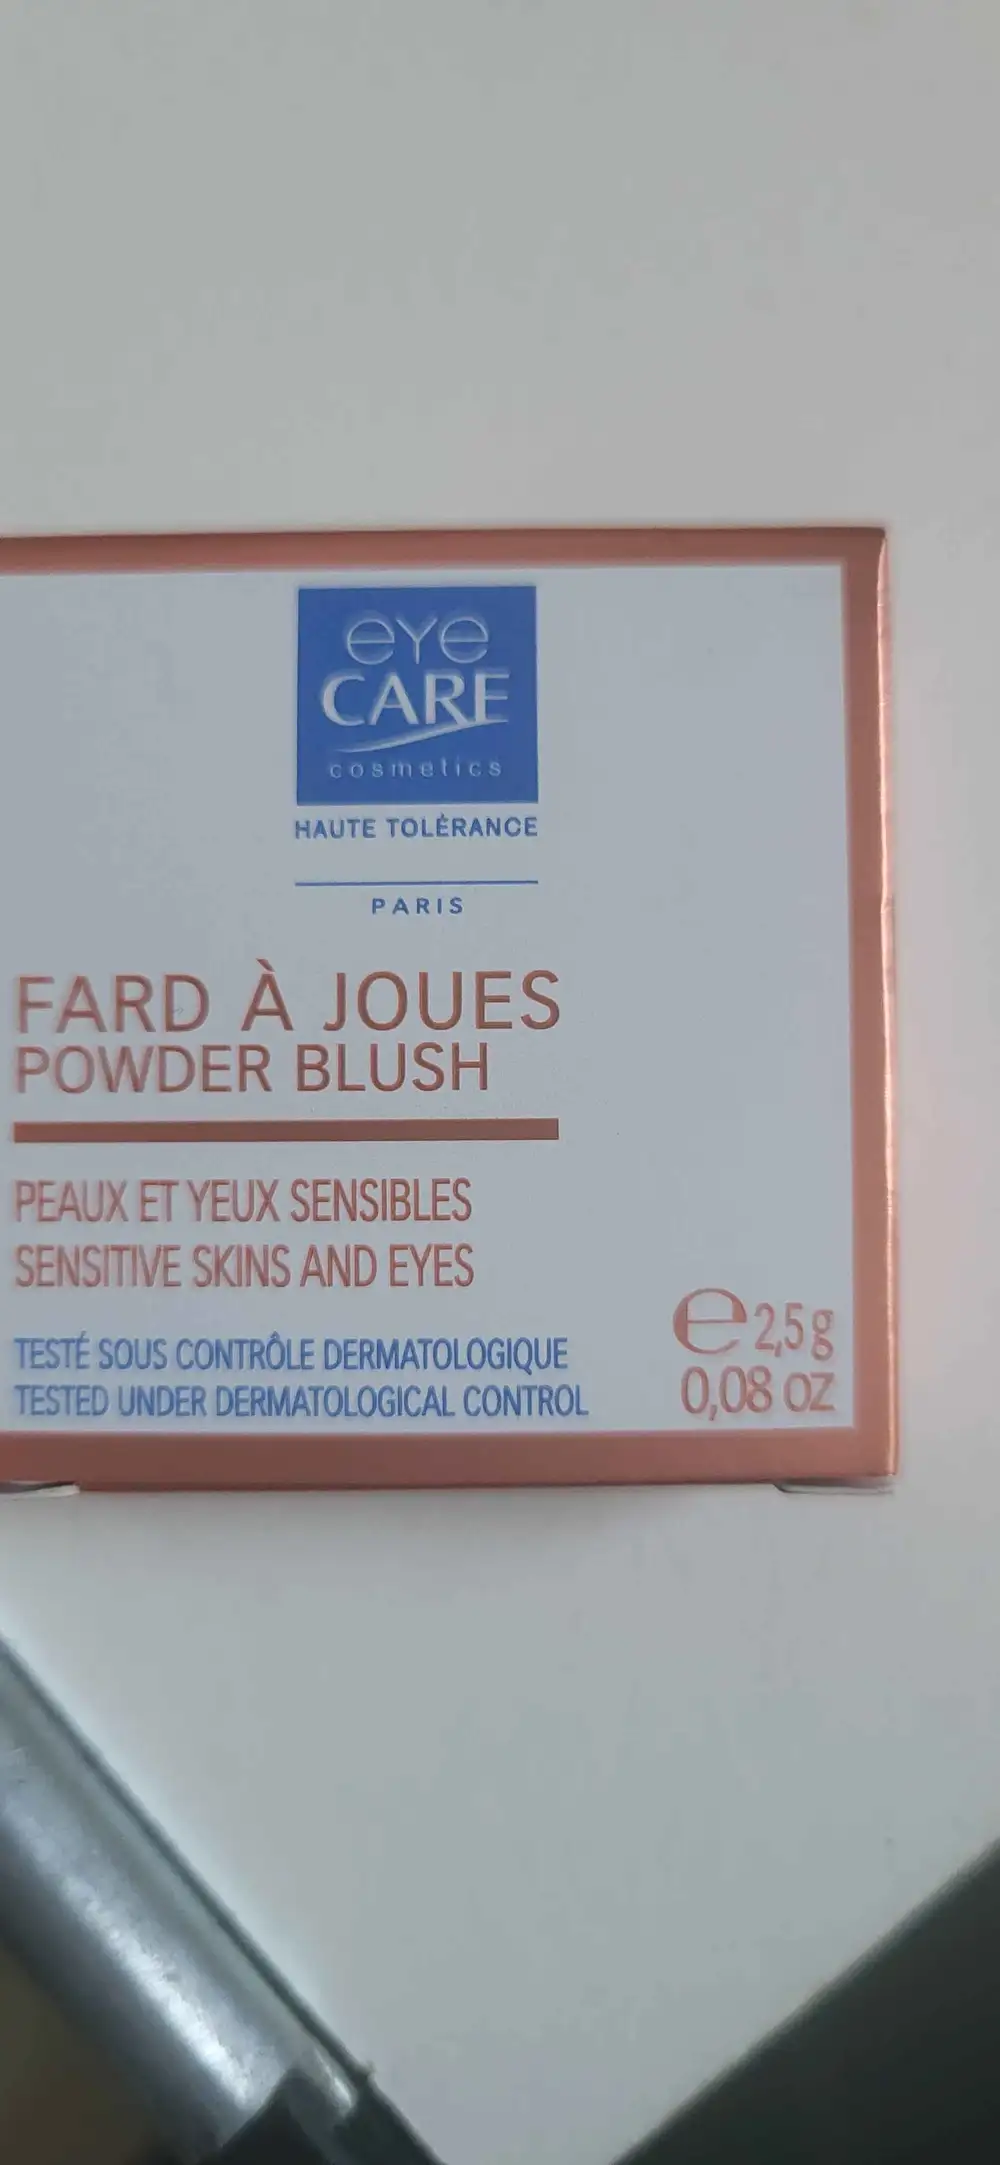 eye
CARE
cosmetics
HAUTE TOLÉRANCE
PARIS
FARD À JOUES
POWDER BLUSH
PEAUX ET YEUX SENSIBLES
SENSITIVE SKINS AND EYES
TESTÉ SOUS CONTRÔLE DERMATOLOGIQUE
TESTED UNDER DERMATOLOGICAL CONTROL
e 2,5g
0,08 oz